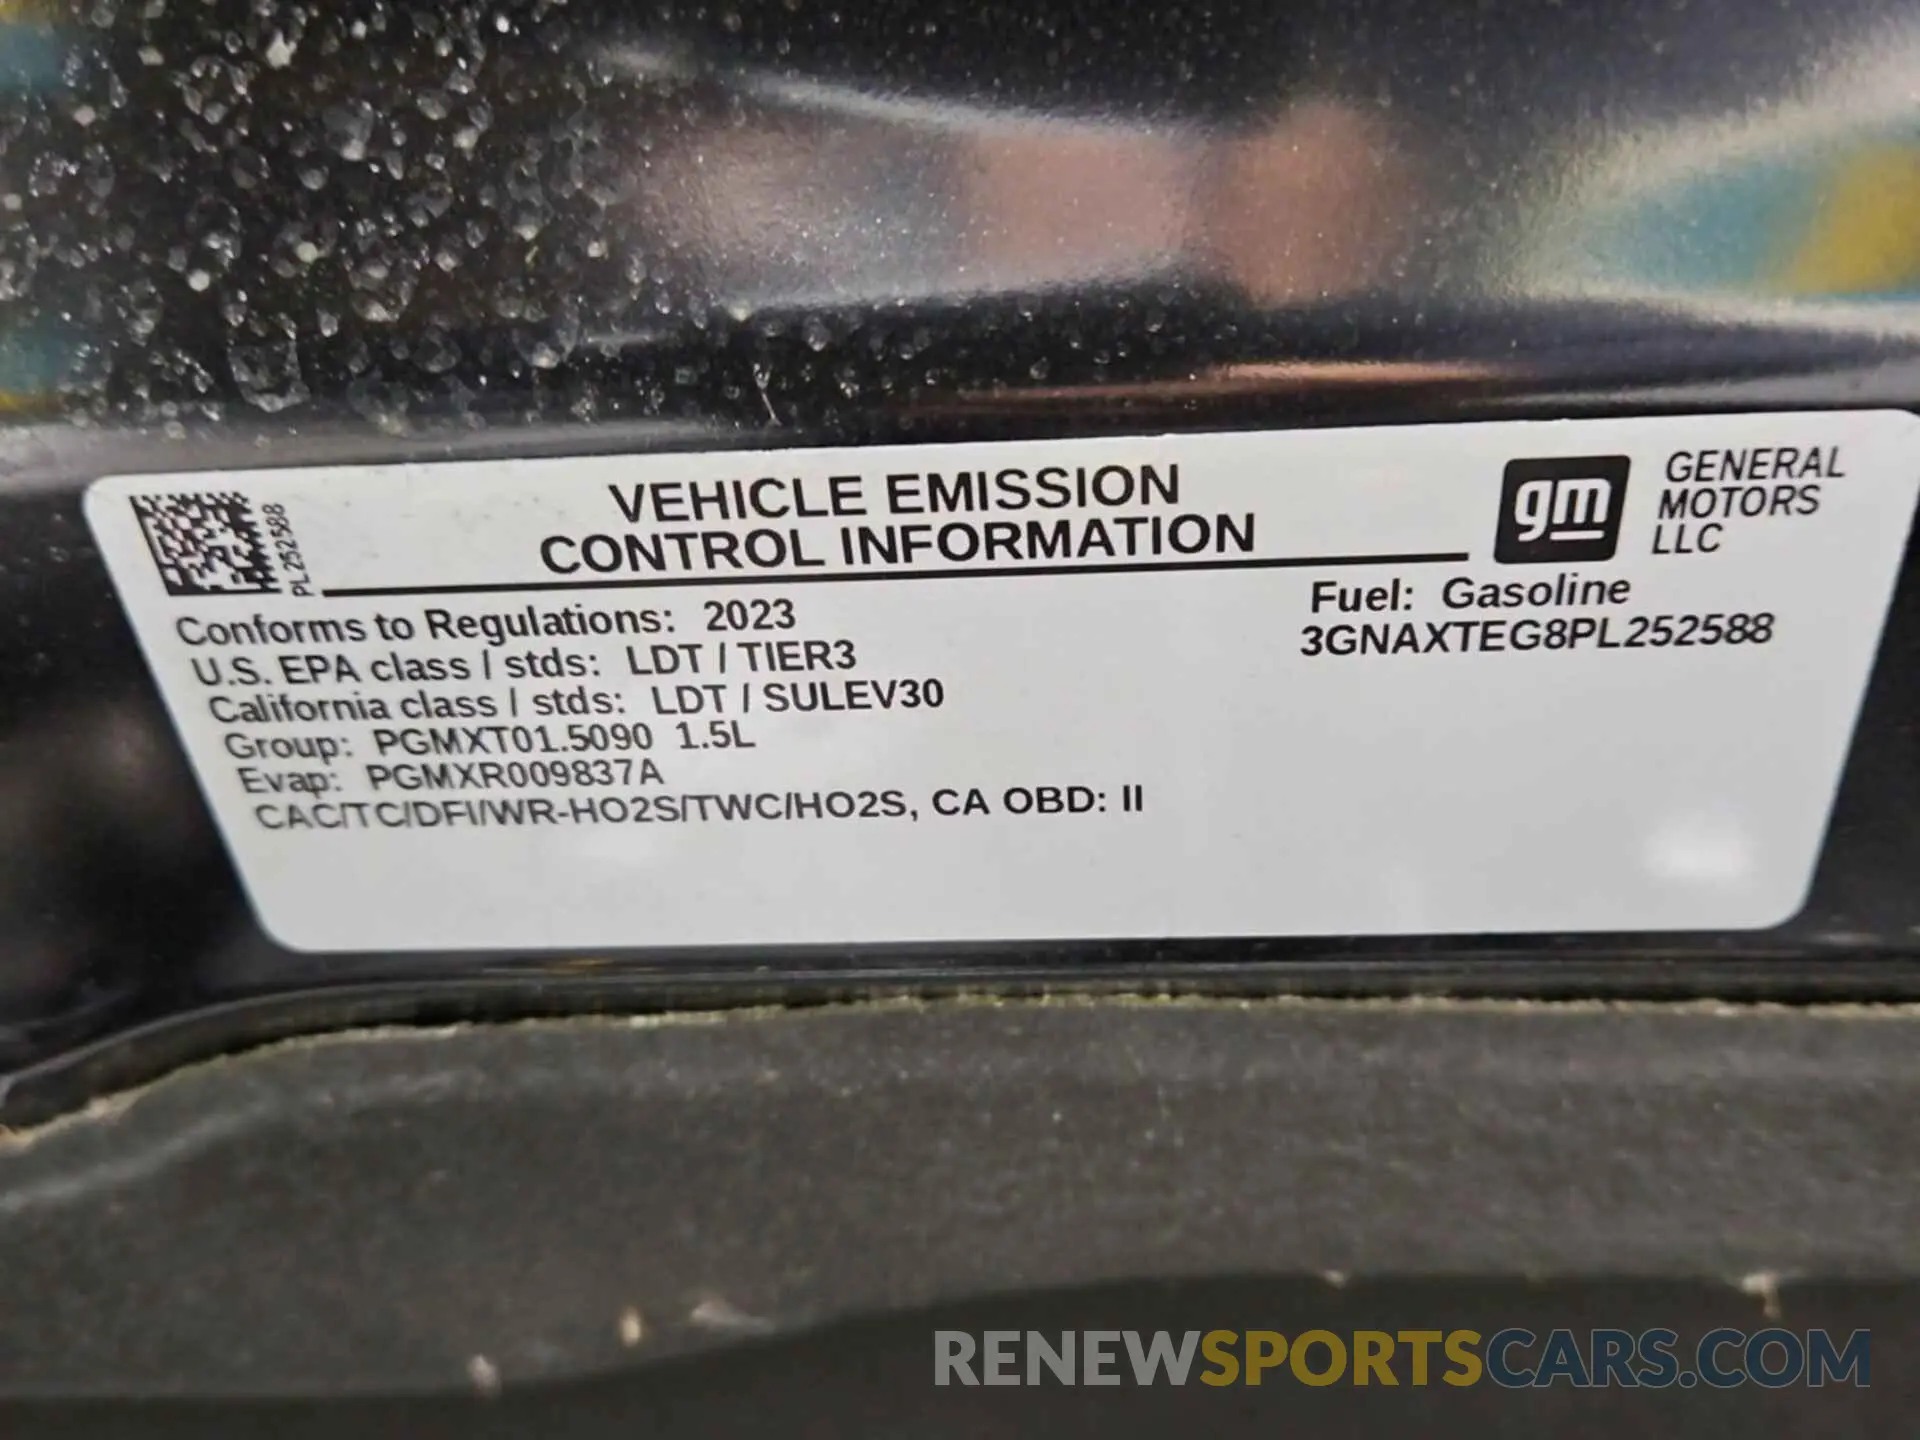 PL252588
VEHICLE EMISSION
CONTROL INFORMATION
gm
GENERAL
MOTORS
LLC
Conforms to Regulations: 2023
U.S. EPA class / stds: LDT / TIER3
California class / stds: LDT / SULEV30
Group: PGMXT01.5090 1.5L
Evap: PGMXR009837A
CAC/TC/DFI/WR-HO2S/TWC/HO2S, CA OBD: II
Fuel: Gasoline
3GNAXTEG8PL252588
RENEWSPORTSCARS.COM